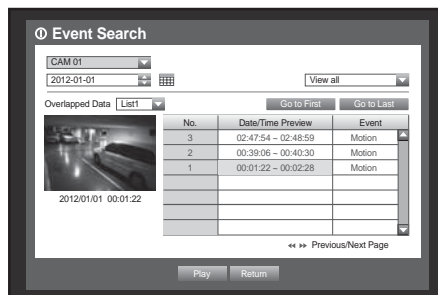 Event Search
CAM 01
2012-01-01
View all
Overlapped Data List1
Go to First Go to Last
No. Date/Time Preview Event
3 02:47:54 ~ 02:48:59 Motion
2 00:39:06 ~ 00:40:30 Motion
1 00:01:22 ~ 00:02:28 Motion
2012/01/01 00:01:22
Previous/Next Page
Play Return